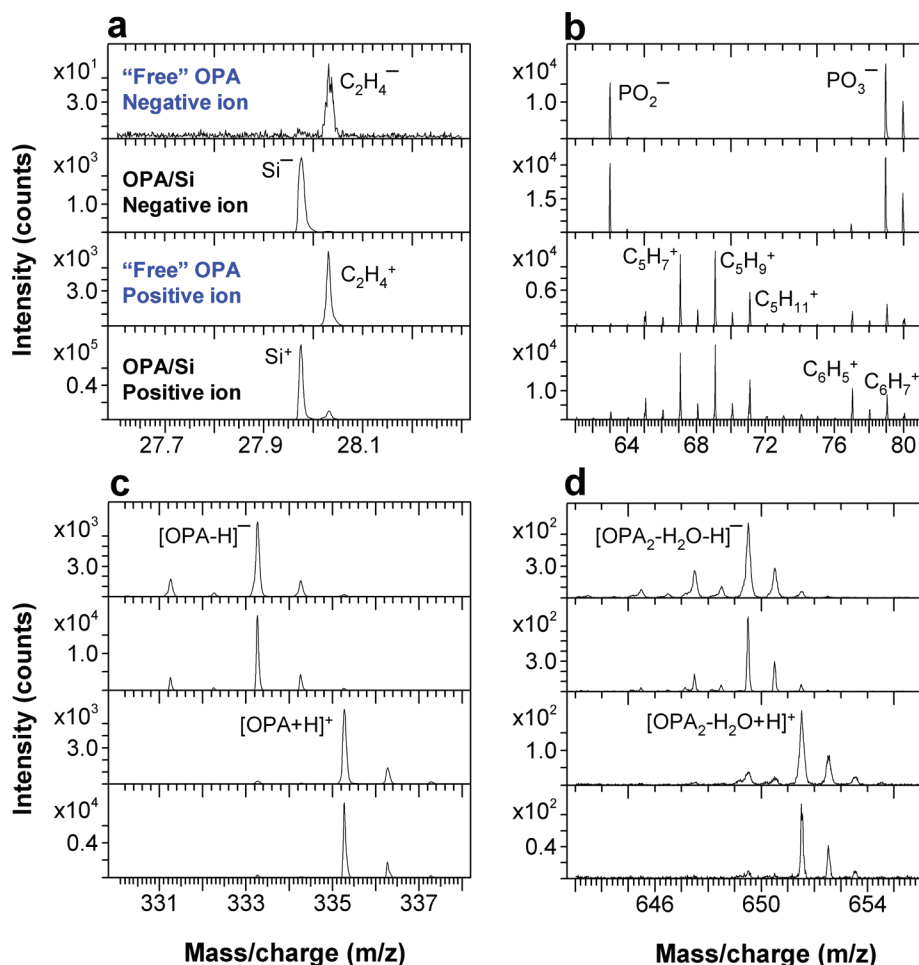 a
Intensity (counts)
x10¹
3.0
"Free" OPA
Negative ion
C₂H₄⁻
x10³
1.0
OPA/Si
Negative ion
Si⁻
x10³
3.0
"Free" OPA
Positive ion
C₂H₄⁺
x10⁵
0.4
OPA/Si
Positive ion
Si⁺
27.7 27.9 28.1
b
x10⁴
1.0
PO₂⁻
PO₃⁻
x10⁴
1.5
x10⁴
0.6
C₅H₇⁺
C₅H₉⁺
C₅H₁₁⁺
x10⁴
1.0
C₆H₅⁺
C₆H₇⁺
64 68 72 76 80
c
Intensity (counts)
x10³
3.0
[OPA-H]⁻
x10⁴
1.0
x10³
3.0
[OPA+H]⁺
x10⁴
0.4
331 333 335 337
Mass/charge (m/z)
d
x10²
3.0
[OPA₂-H₂O-H]⁻
x10²
3.0
x10²
1.0
[OPA₂-H₂O+H]⁺
x10²
0.4
646 650 654
Mass/charge (m/z)